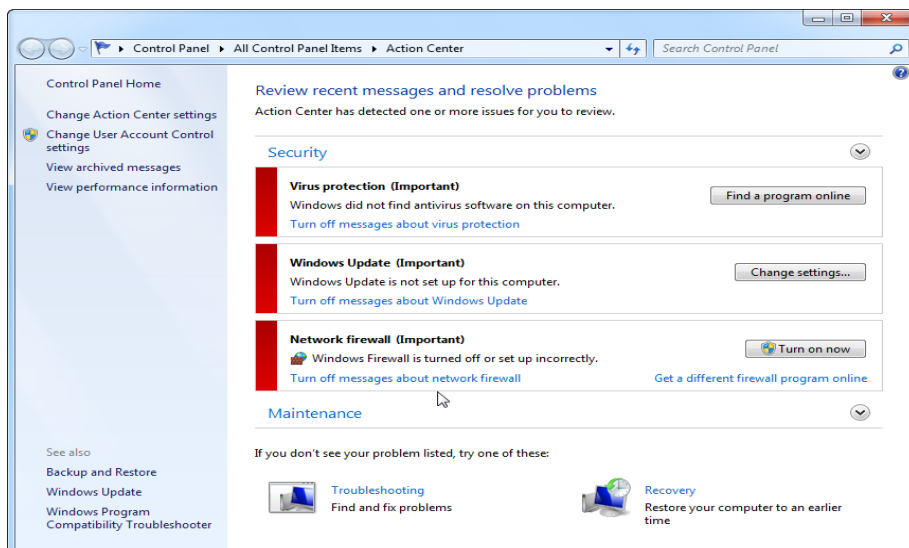 Control Panel ▸ All Control Panel Items ▸ Action Center
Search Control Panel
Control Panel Home
Change Action Center settings
Change User Account Control
settings
View archived messages
View performance information
See also
Backup and Restore
Windows Update
Windows Program
Compatibility Troubleshooter
Review recent messages and resolve problems
Action Center has detected one or more issues for you to review.
Security
Virus protection (Important)
Windows did not find antivirus software on this computer.
Find a program online
Turn off messages about virus protection
Windows Update (Important)
Windows Update is not set up for this computer.
Change settings...
Turn off messages about Windows Update
Network firewall (Important)
Windows Firewall is turned off or set up incorrectly.
Turn on now
Turn off messages about network firewall
Get a different firewall program online
Maintenance
If you don't see your problem listed, try one of these:
Troubleshooting
Find and fix problems
Recovery
Restore your computer to an earlier
time